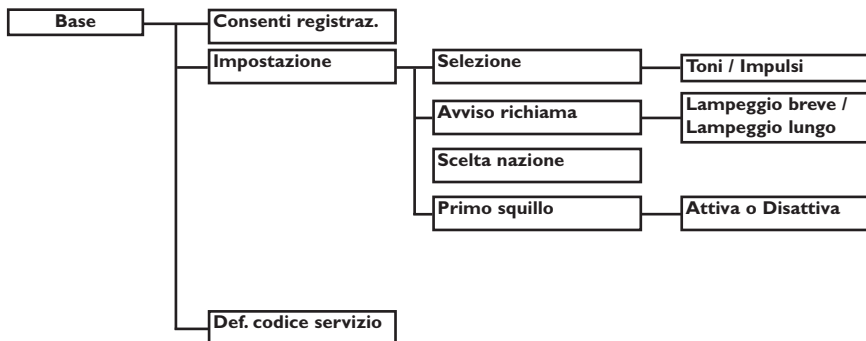 Base
Consenti registraz.
Impostazione
Selezione
Toni / Impulsi
Avviso richiama
Lampeggio breve /
Lampeggio lungo
Scelta nazione
Primo squillo
Attiva o Disattiva
Def. codice servizio